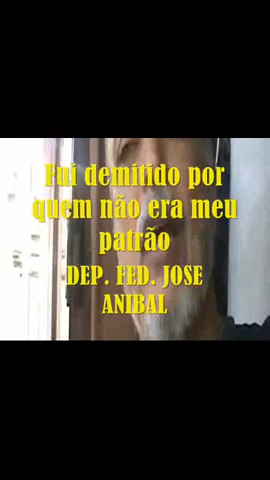 Fui demitido por
quem não era meu
patrão
DEP. FED. JOSE
ANIBAL